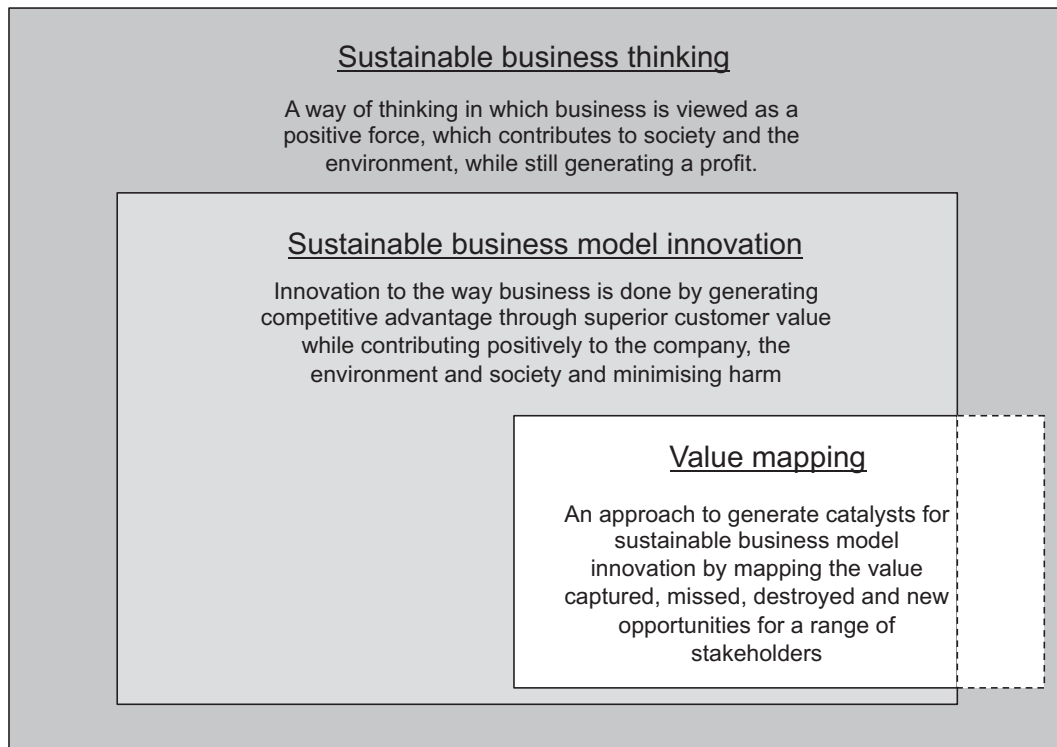 Sustainable business thinking
A way of thinking in which business is viewed as a
positive force, which contributes to society and the
environment, while still generating a profit.
Sustainable business model innovation
Innovation to the way business is done by generating
competitive advantage through superior customer value
while contributing positively to the company, the
environment and society and minimising harm
Value mapping
An approach to generate catalysts for
sustainable business model
innovation by mapping the value
captured, missed, destroyed and new
opportunities for a range of
stakeholders